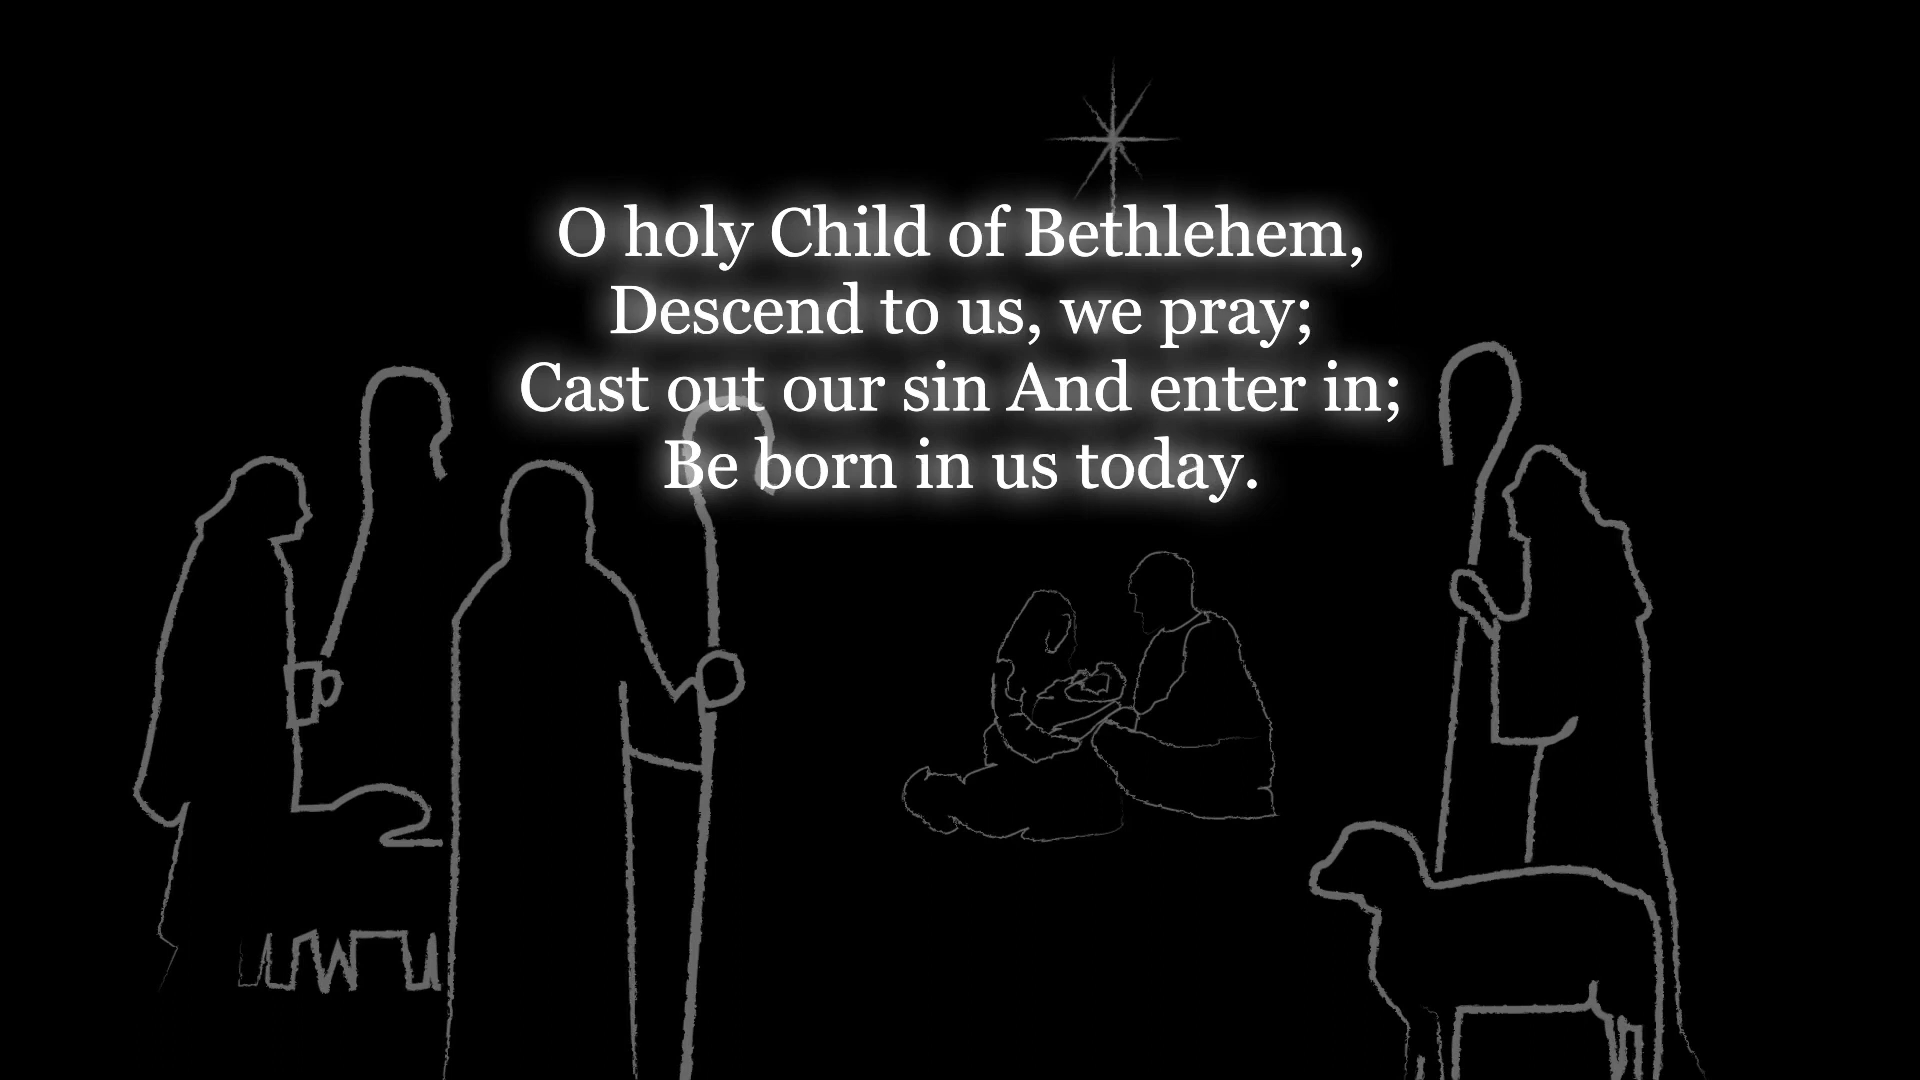 O holy Child of Bethlehem,
Descend to us, we pray;
Cast out our sin And enter in;
Be born in us today.